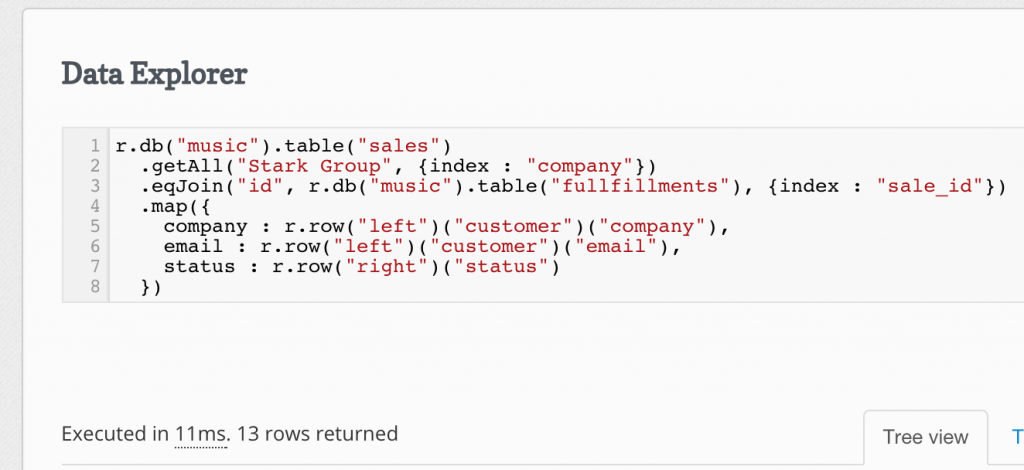 Data Explorer
1 r.db("music").table("sales")
2   .getAll("Stark Group", {index : "company"})
3   .eqJoin("id", r.db("music").table("fullfillments"), {index : "sale_id"})
4   .map({
5     company : r.row("left")("customer")("company"),
6     email : r.row("left")("customer")("email"),
7     status : r.row("right")("status")
8   })
Executed in 11ms. 13 rows returned
Tree view